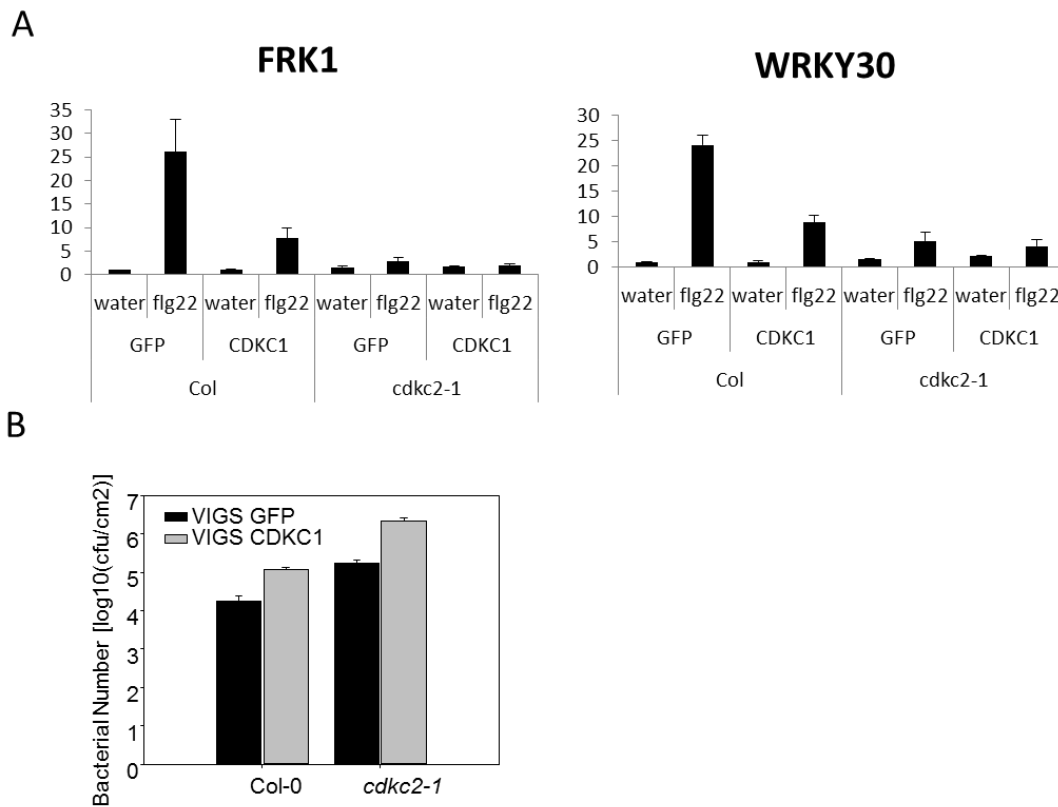 A
FRK1
35
30
25
20
15
10
5
0
water flg22 water flg22 water flg22 water flg22
GFP CDKC1 GFP CDKC1
Col cdkc2-1
WRKY30
30
25
20
15
10
5
0
water flg22 water flg22 water flg22 water flg22
GFP CDKC1 GFP CDKC1
Col cdkc2-1
B
Bacterial Number [log10(cfu/cm2)]
7
6
5
4
3
2
1
0
VIGS GFP
VIGS CDKC1
Col-0 cdkc2-1